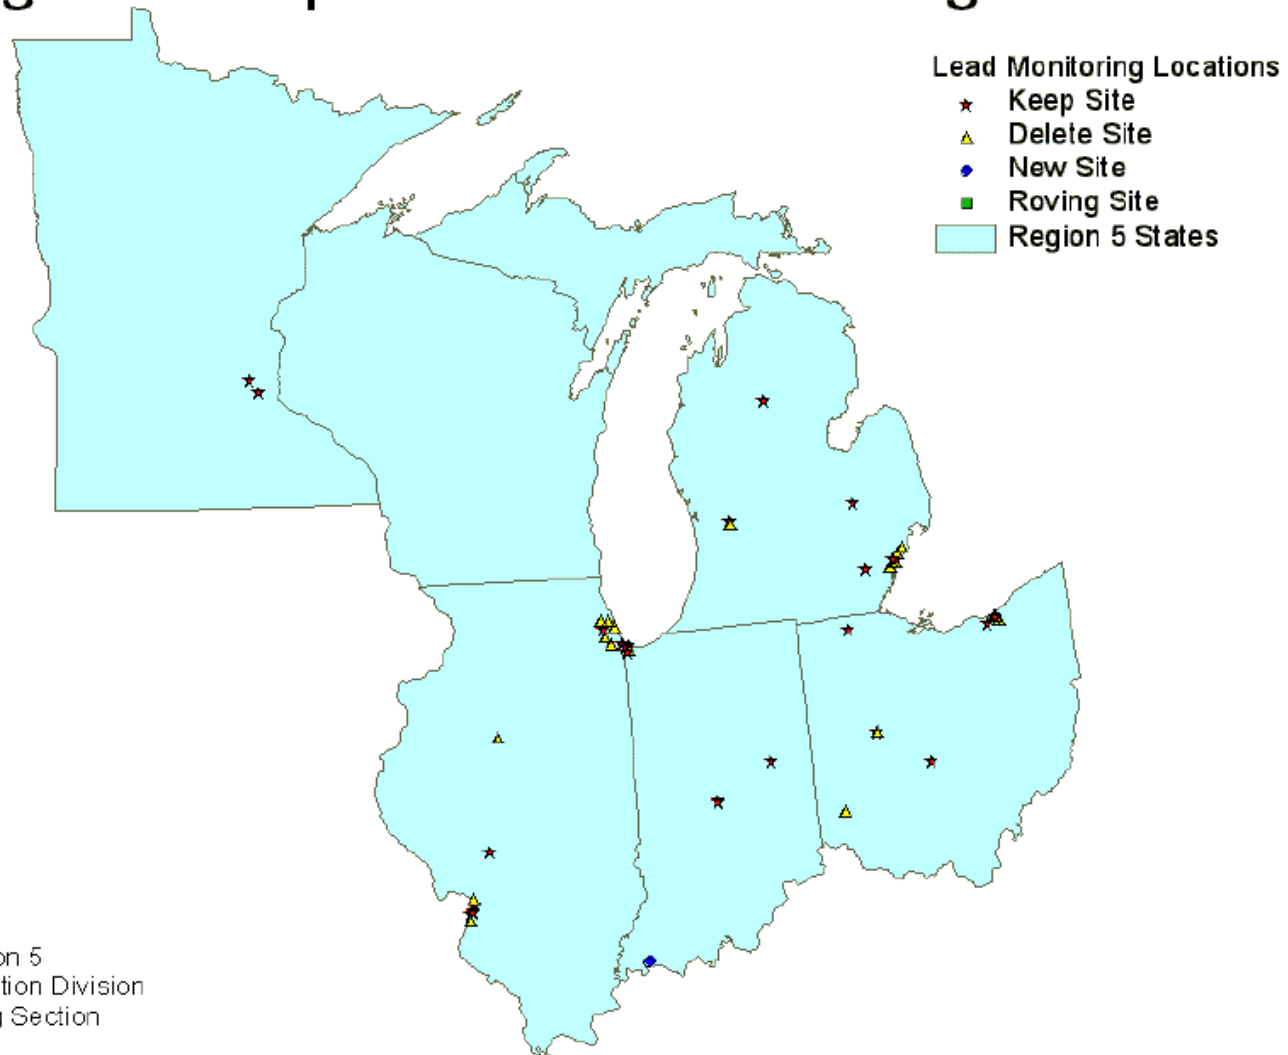 Lead Monitoring Locations
Keep Site
Delete Site
New Site
Roving Site
Region 5 States
on 5
tion Division
g Section